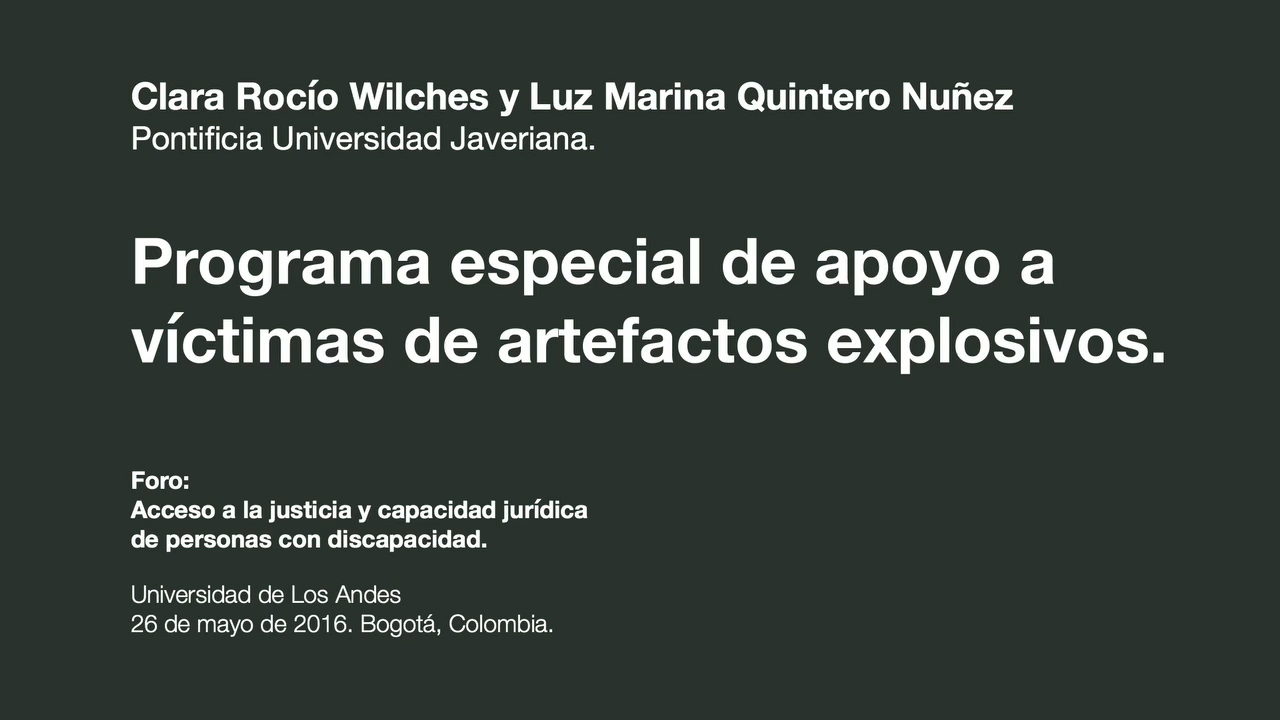 Clara Rocío Wilches y Luz Marina Quintero Nuñez
Pontificia Universidad Javeriana.
Programa especial de apoyo a
víctimas de artefactos explosivos.
Foro:
Acceso a la justicia y capacidad jurídica
de personas con discapacidad.
Universidad de Los Andes
26 de mayo de 2016. Bogotá, Colombia.